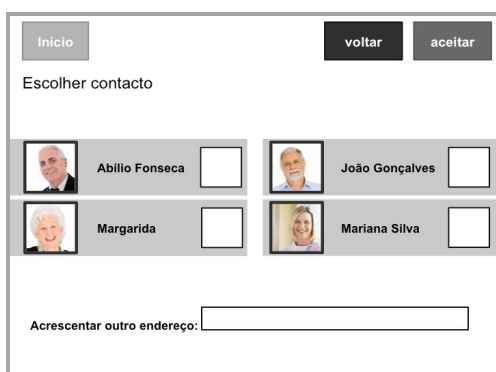 Início
voltar
aceitar
Escolher contacto
Abílio Fonseca
João Gonçalves
Margarida
Mariana Silva
Acrescentar outro endereço: